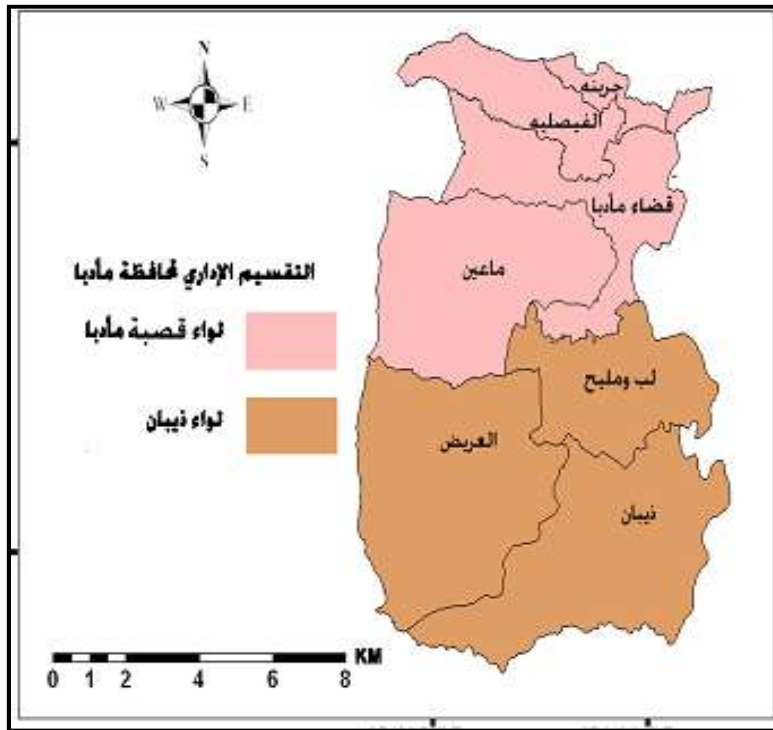 N
W E
S
جرينه
الفيصليه
قضاء مأدبا
ماعين
التقسيم الإداري لمحافظة مأدبا
لواء قصبة مأدبا
لب ومليح
لواء ذيبان
العريض
ذيبان
KM
0 1 2 4 6 8